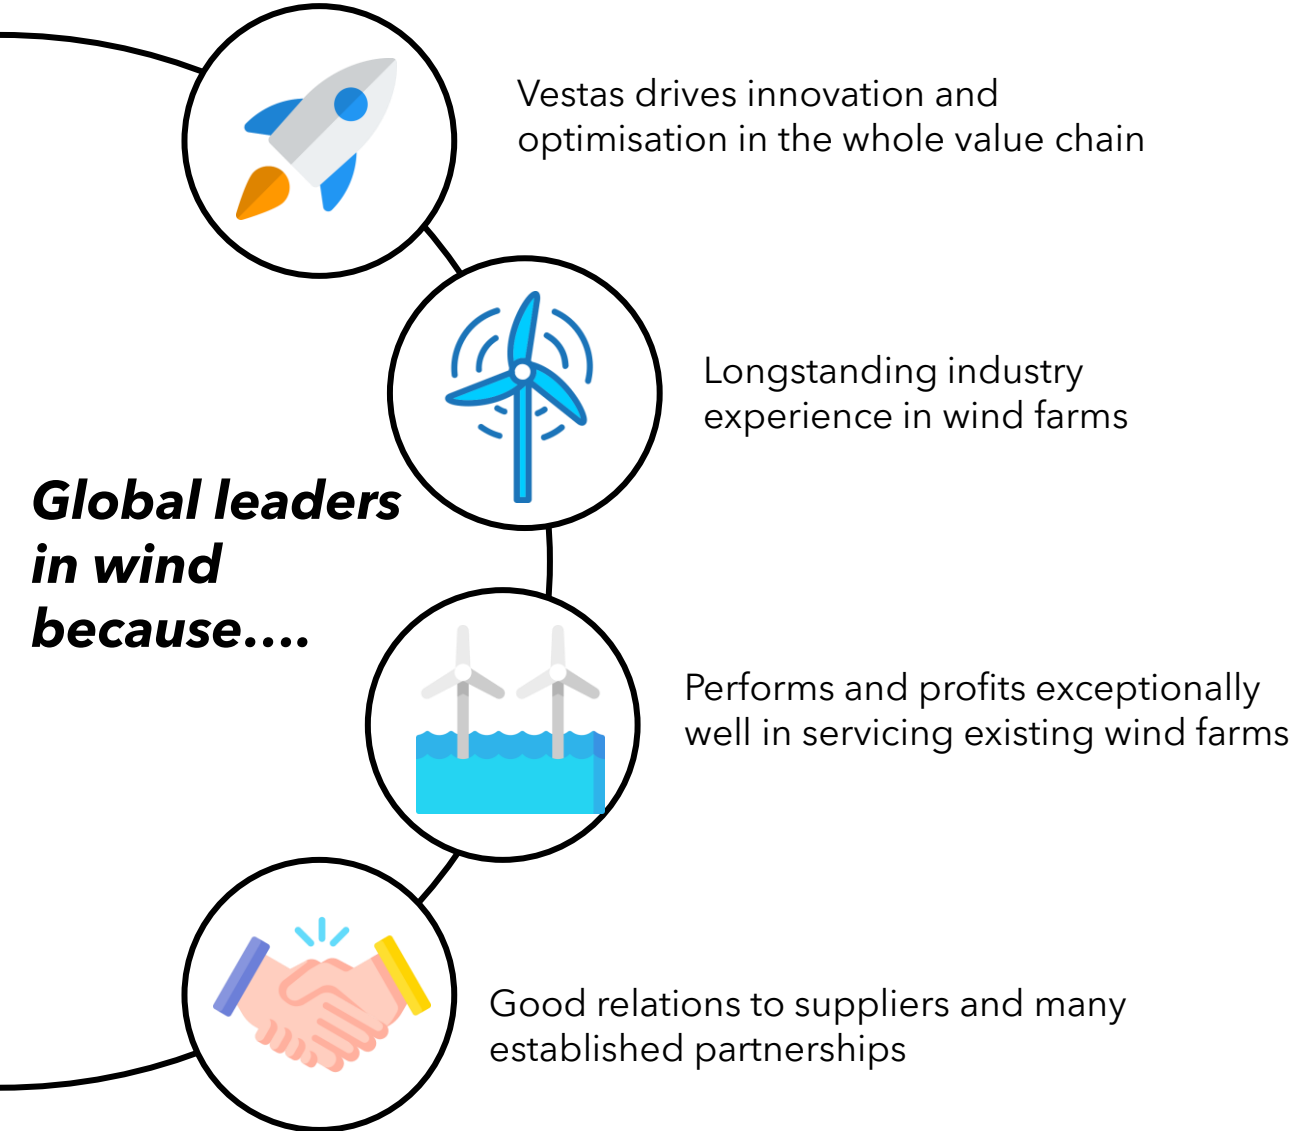 Vestas drives innovation and
optimisation in the whole value chain
Longstanding industry
experience in wind farms
Global leaders
in wind
because....
Performs and profits exceptionally
well in servicing existing wind farms
Good relations to suppliers and many
established partnerships